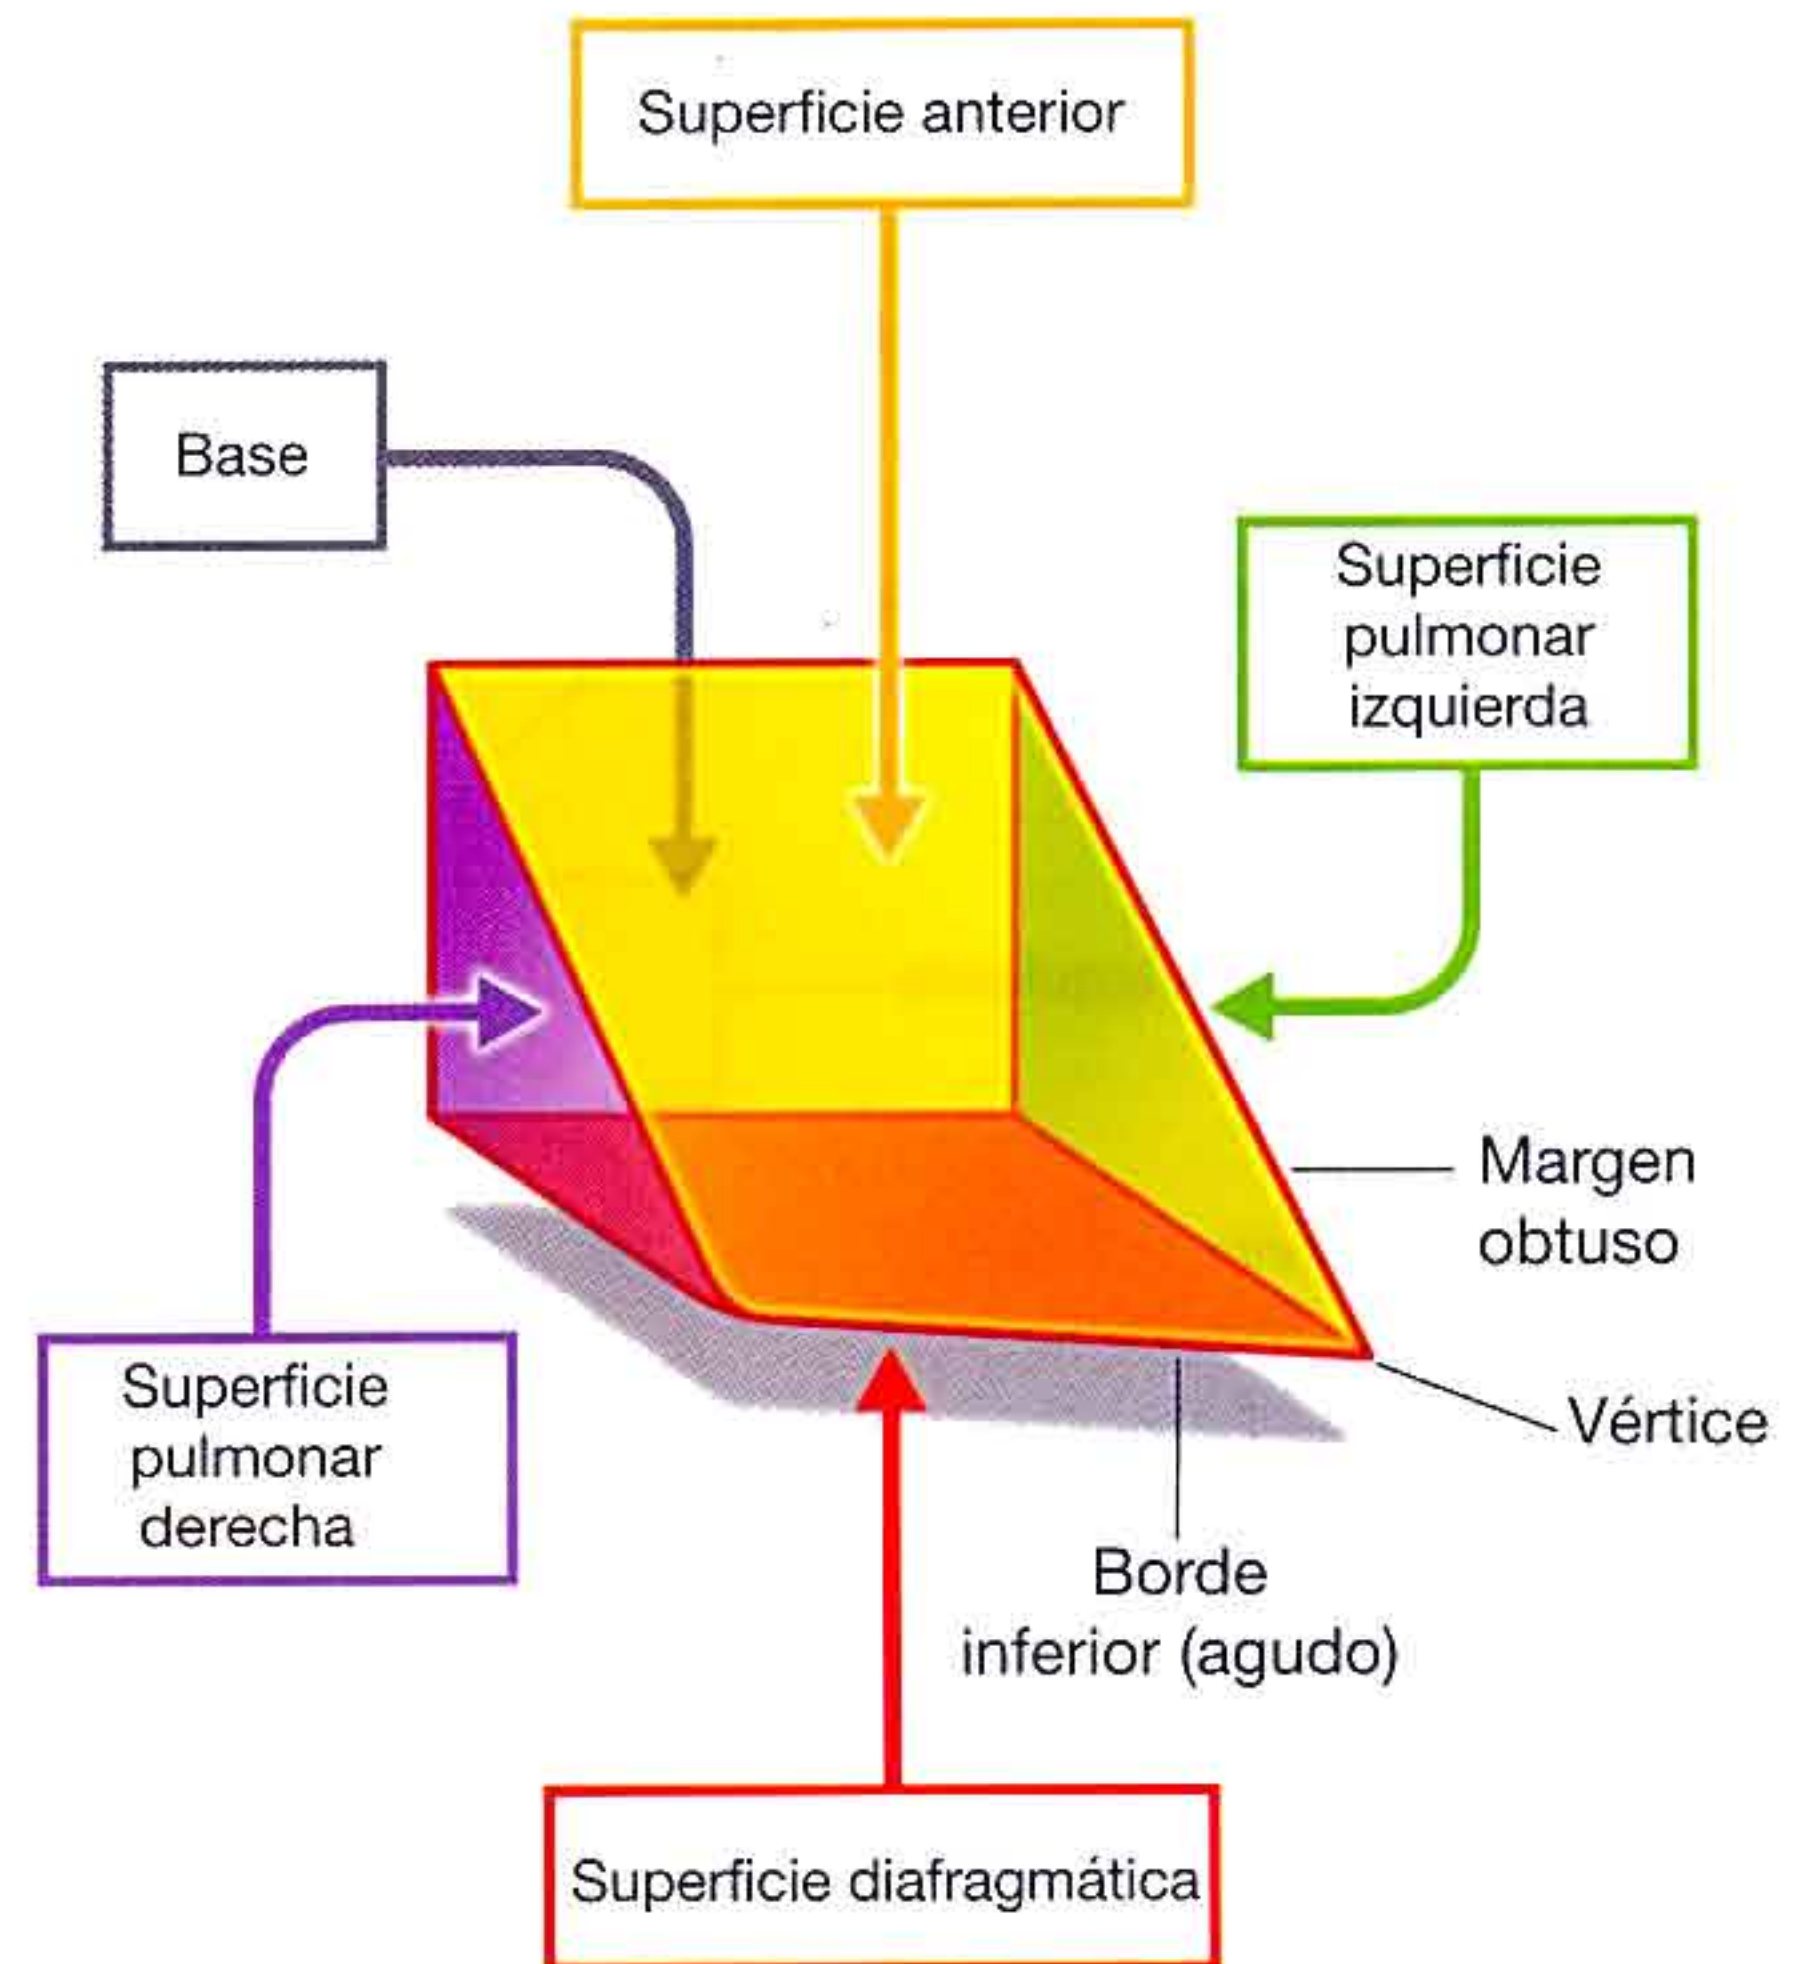 Superficie anterior
Base
Superficie
pulmonar
izquierda
Margen
obtuso
Superficie
pulmonar
derecha
Vértice
Borde
inferior (agudo)
Superficie diafragmática